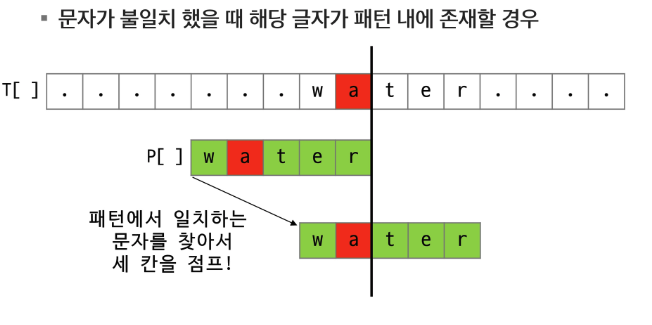 ▪ 문자가 불일치 했을 때 해당 글자가 패턴 내에 존재할 경우
T[ ] . . . . . . . w a t e r . . . .
P[ ] w a t e r
w a t e r
패턴에서 일치하는
문자를 찾아서
세 칸을 점프!